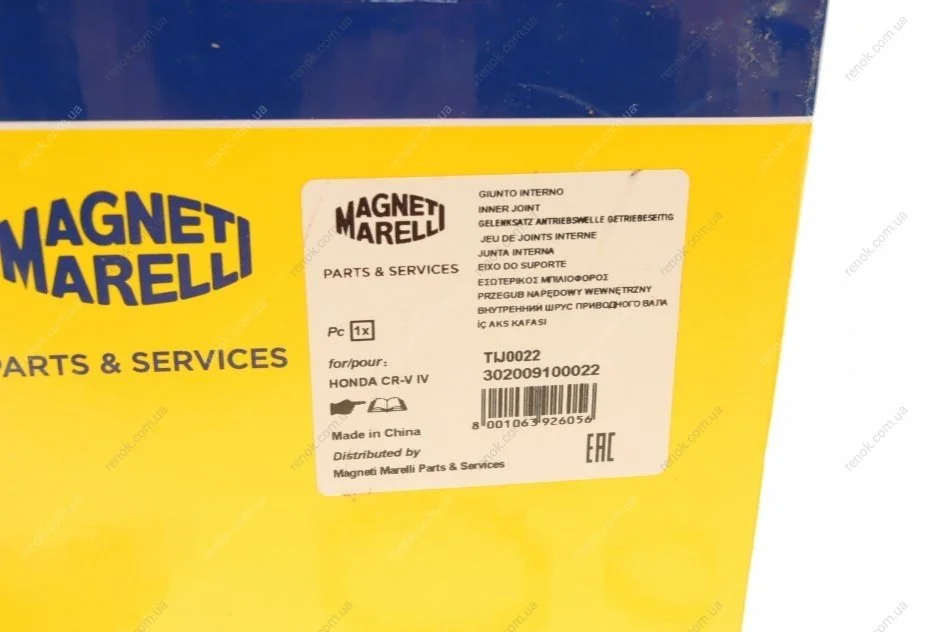 MAGNETI
MARELLI
PARTS & SERVICES
MAGNETI
MARELLI
PARTS & SERVICES
Pc 1x
for/pour:
HONDA CR-V IV
Made in China
Distributed by
Magneti Marelli Parts & Services
GIUNTO INTERNO
INNER JOINT
GELENKSATZ ANTRIEBSWELLE GETRIEBESEITIG
JEU DE JOINTS INTERNE
JUNTA INTERNA
EIXO DO SUPORTE
ΕΣΩΤΕΡΙΚΟΣ ΜΠΙΛΙΟΦΟΡΟΣ
PRZEGUB NAPĘDOWY WEWNĘTRZNY
ВНУТРЕННИЙ ШРУС ПРИВОДНОГО ВАЛА
İÇ AKS KAFASI
TIJ0022
302009100022
8 001063 926056
EAC
renok.com.ua